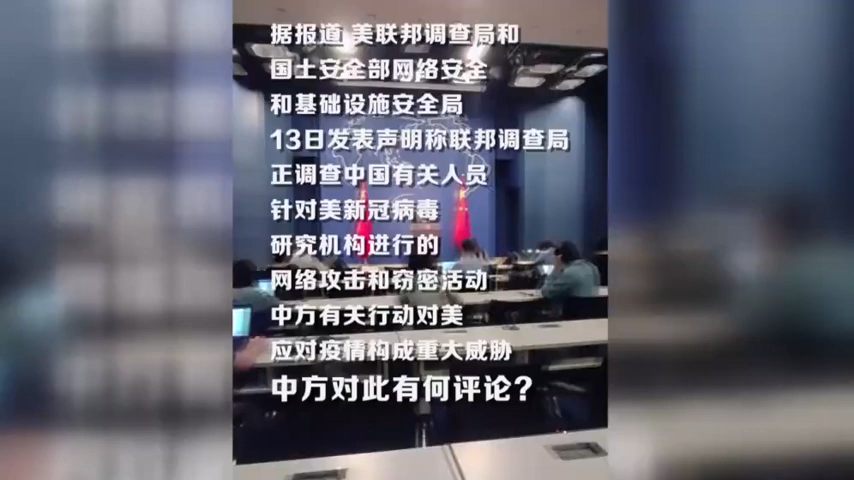 据报道 美联邦调查局和
国土安全部网络安全
和基础设施安全局
13日发表声明称联邦调查局
正调查中国有关人员
针对美新冠病毒
研究机构进行的
网络攻击和窃密活动
中方有关行动对美
应对疫情构成重大威胁
中方对此有何评论?